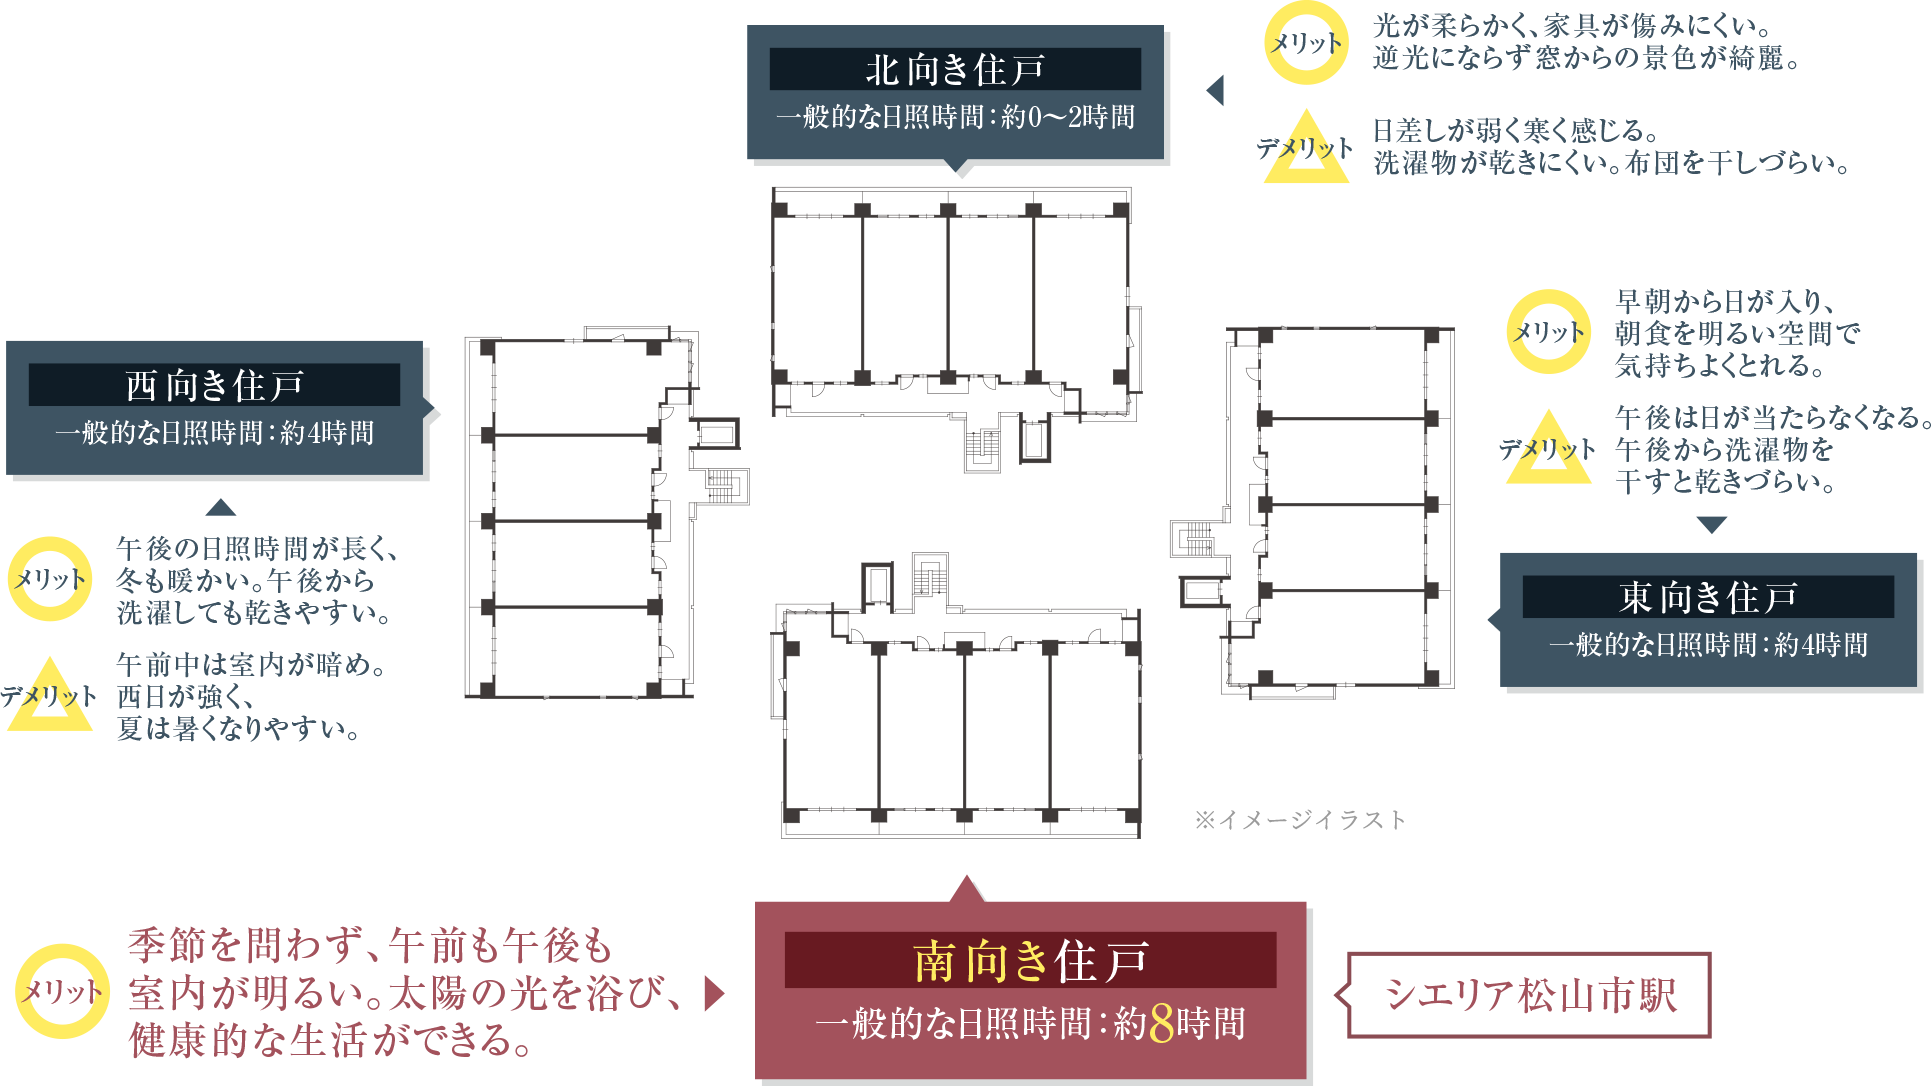 北向き住戸
一般的な日照時間：約0〜2時間
メリット
光が柔らかく、家具が傷みにくい。
逆光にならず窓からの景色が綺麗。
デメリット
日差しが弱く寒く感じる。
洗濯物が乾きにくい。布団を干しづらい。
西向き住戸
一般的な日照時間：約4時間
メリット
午後の日照時間が長く、
冬も暖かい。午後から
洗濯しても乾きやすい。
デメリット
午前中は室内が暗め。
西日が強く、
夏は暑くなりやすい。
メリット
早朝から日が入り、
朝食を明るい空間で
気持ちよくとれる。
デメリット
午後は日が当たらなくなる。
午後から洗濯物を
干すと乾きづらい。
東向き住戸
一般的な日照時間：約4時間
※イメージイラスト
メリット
季節を問わず、午前も午後も
室内が明るい。太陽の光を浴び、
健康的な生活ができる。
南向き住戸
一般的な日照時間：約8時間
シエリア松山市駅